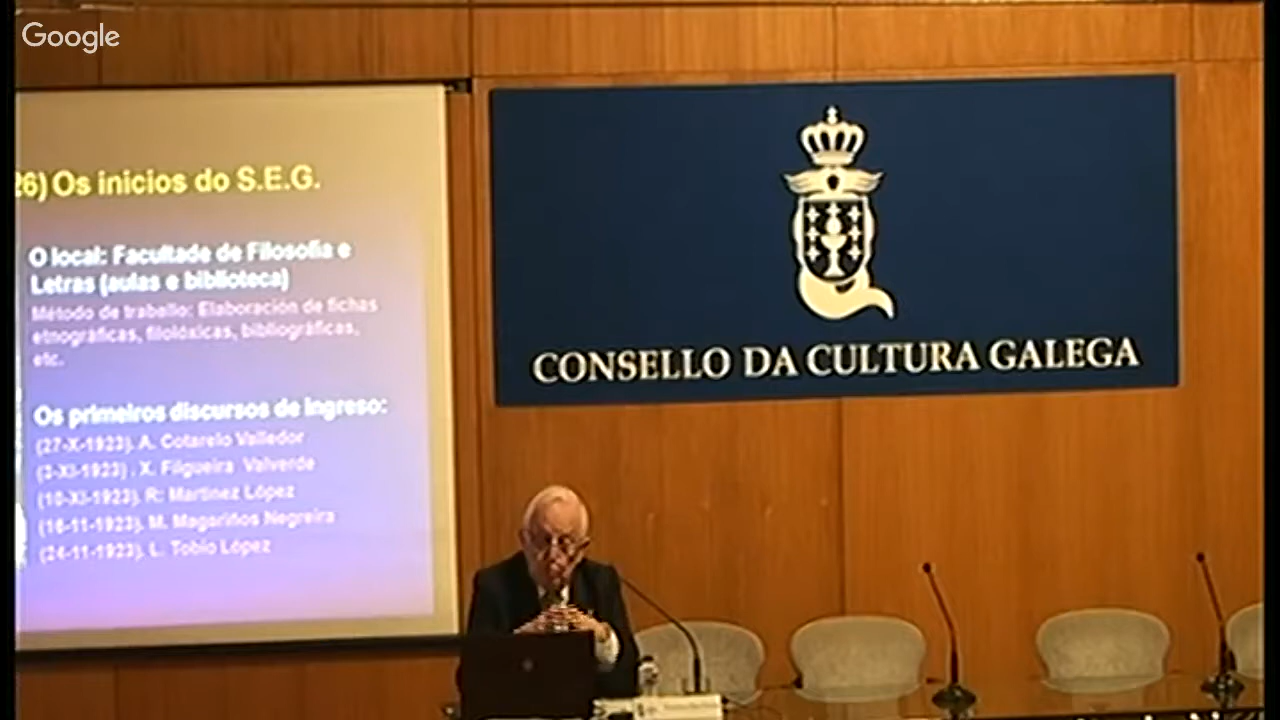 Google
26) Os inicios do S.E.G.
O local: Facultade de Filosofia e
Letras (aulas e biblioteca)
Método de traballo: Elaboración de fichas
etnográficas, filolóxicas, bibliográficas,
etc.
Os primeiros discursos de Ingreso:
(27-X-1923). A. Cotarelo Valledor
(3-XI-1923) . X. Filgueira Valverde
(10-XI-1923). R: Martínez López
(16-11-1923). M. Magariños Negreira
(24-11-1923). L. Tobío López
CONSELLO DA CULTURA GALEGA